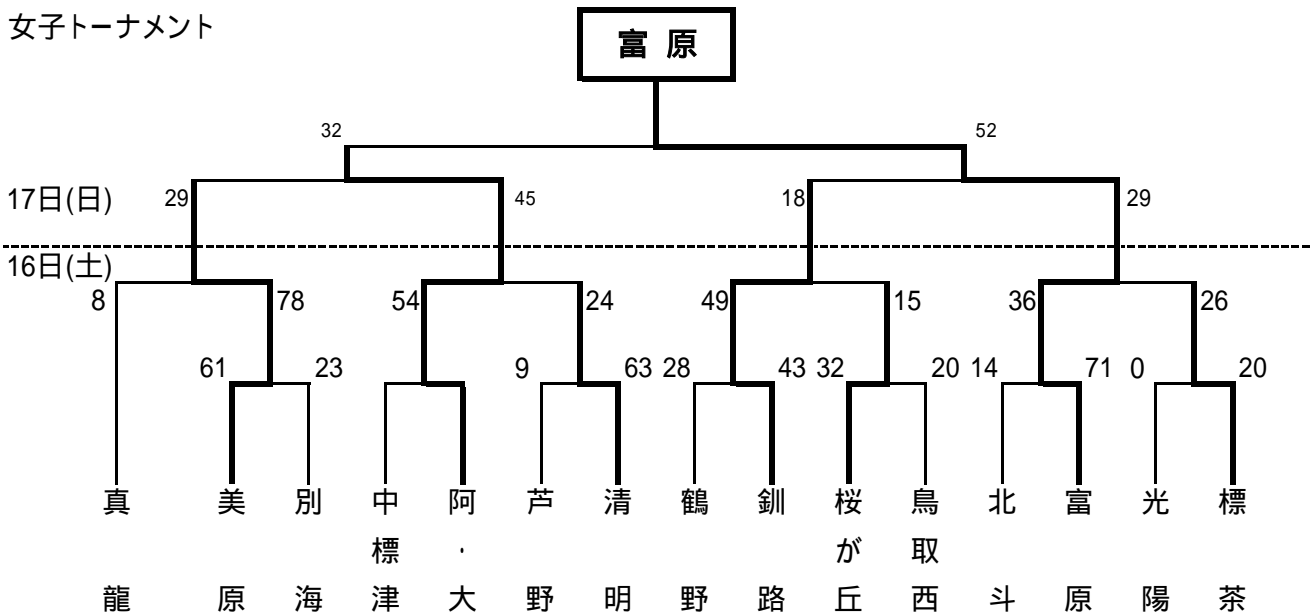 女子トーナメント
富 原
32 52
17日(日) 29 45 18 29
16日(土)
8 78 54 24 49 15 36 26
61 23 9 63 28 43 32 20 14 71 0 20
真龍
美原
別海
中標津
阿・大
芦野
清明
鶴野
釧路
桜が丘
鳥取西
北斗
富原
光陽
標茶